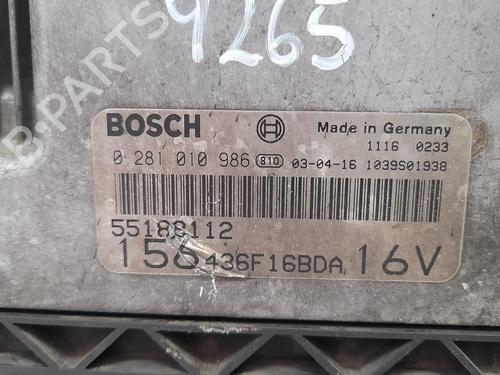 9265
B-PARTS
BOSCH
Made in Germany
1116 0233
0 281 010 986 810 03-04-16 1039S01938
55188112
156 436F16BDA 16V